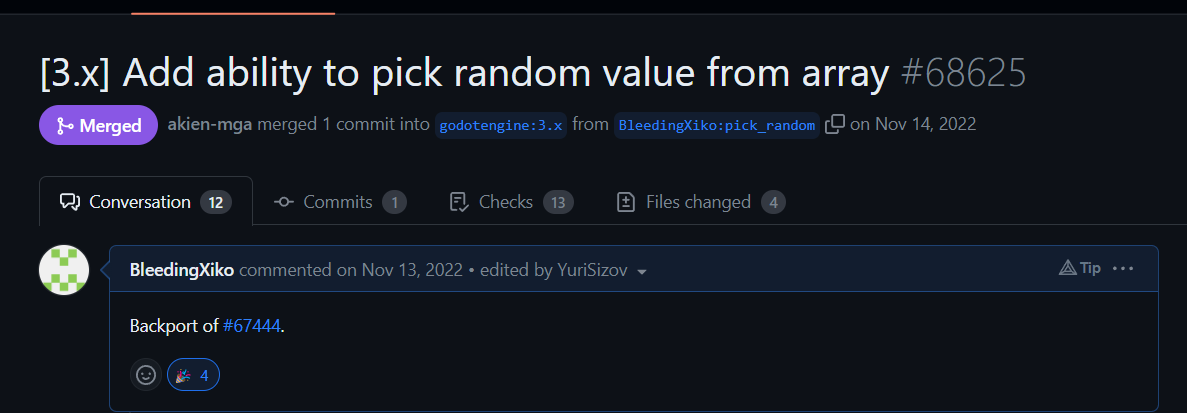 [3.x] Add ability to pick random value from array #68625
Merged akien-mga merged 1 commit into godotengine:3.x from BleedingXiko:pick_random on Nov 14, 2022
Conversation 12 Commits 1 Checks 13 Files changed 4
BleedingXiko commented on Nov 13, 2022 • edited by YuriSizov Tip
Backport of #67444.
4